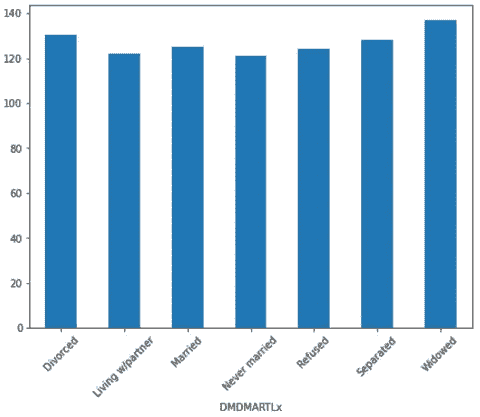 140
120
100
80
60
40
20
0
Divorced
Living w/partner
Married
Never married
Refused
Separated
Widowed
DMDMARTLx